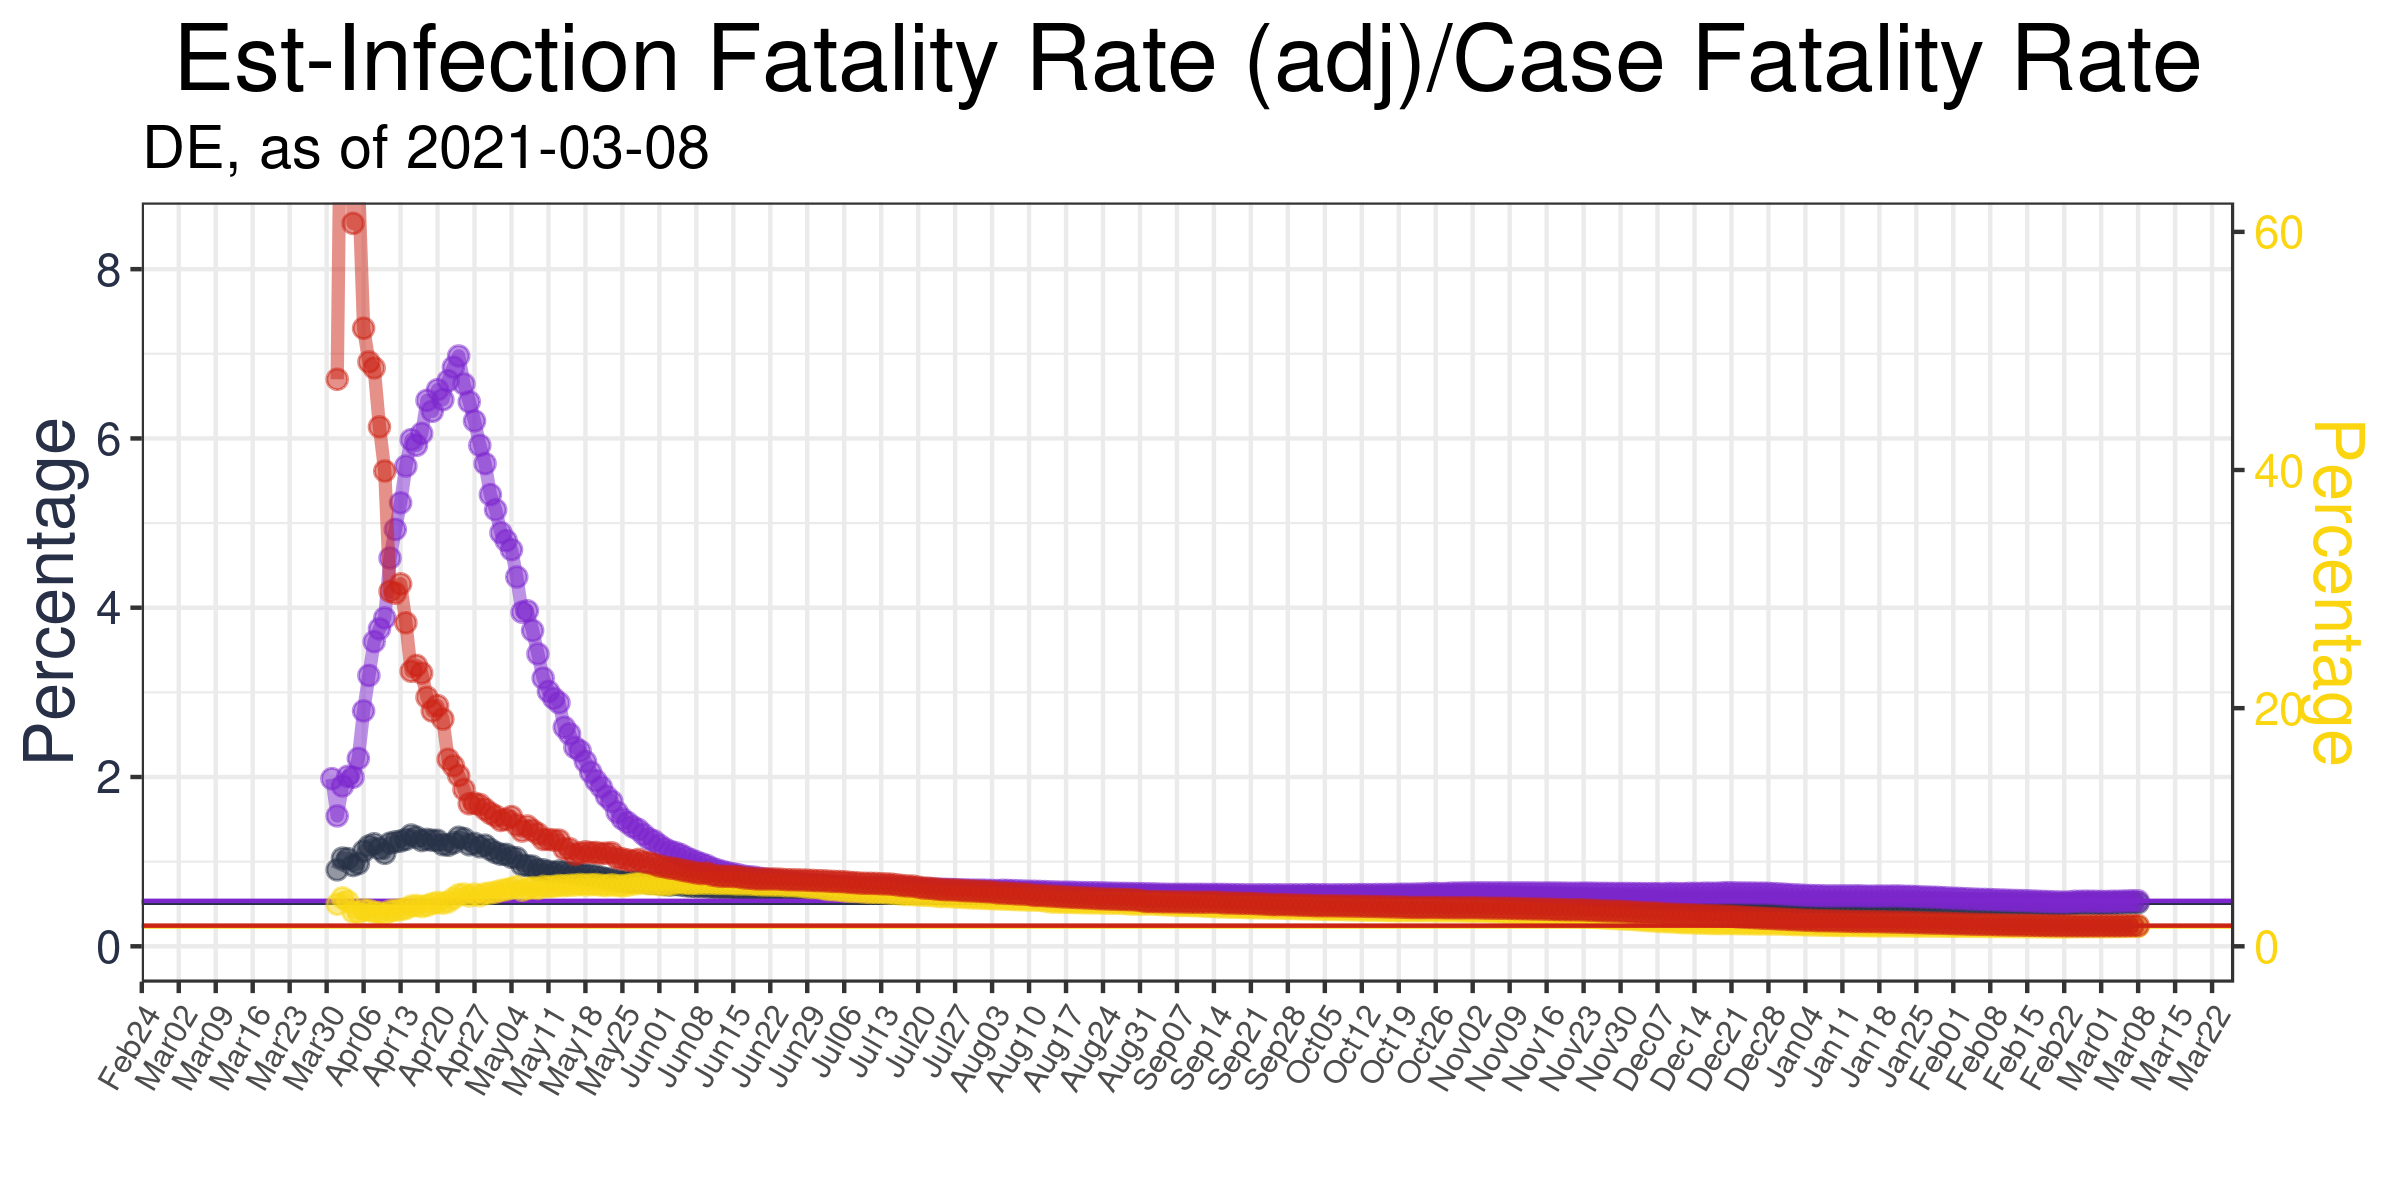 Est-Infection Fatality Rate (adj)/Case Fatality Rate
DE, as of 2021-03-08
Percentage
8
6
4
2
0
60
40
20
0
Percentage
Feb24
Mar02
Mar09
Mar16
Mar23
Mar30
Apr06
Apr13
Apr20
Apr27
May04
May11
May18
May25
Jun01
Jun08
Jun15
Jun22
Jun29
Jul06
Jul13
Jul20
Jul27
Aug03
Aug10
Aug17
Aug24
Aug31
Sep07
Sep14
Sep21
Sep28
Oct05
Oct12
Oct19
Oct26
Nov02
Nov09
Nov16
Nov23
Nov30
Dec07
Dec14
Dec21
Dec28
Jan04
Jan11
Jan18
Jan25
Feb01
Feb08
Feb15
Feb22
Mar01
Mar08
Mar15
Mar22